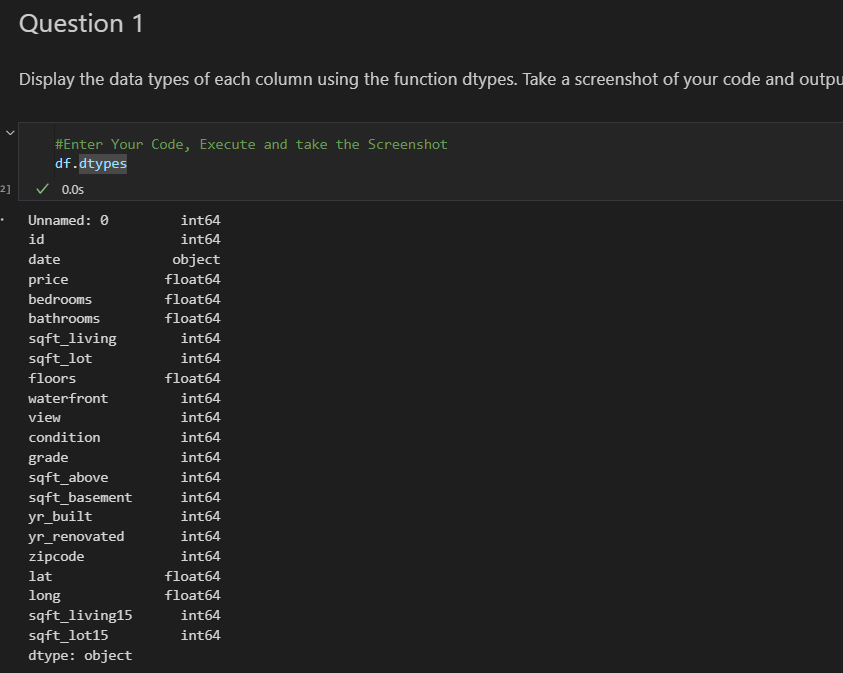 Question 1
Display the data types of each column using the function dtypes. Take a screenshot of your code and outpu
#Enter Your Code, Execute and take the Screenshot
df.dtypes
2] 0.0s
Unnamed: 0 int64
id int64
date object
price float64
bedrooms float64
bathrooms float64
sqft_living int64
sqft_lot int64
floors float64
waterfront int64
view int64
condition int64
grade int64
sqft_above int64
sqft_basement int64
yr_built int64
yr_renovated int64
zipcode int64
lat float64
long float64
sqft_living15 int64
sqft_lot15 int64
dtype: object